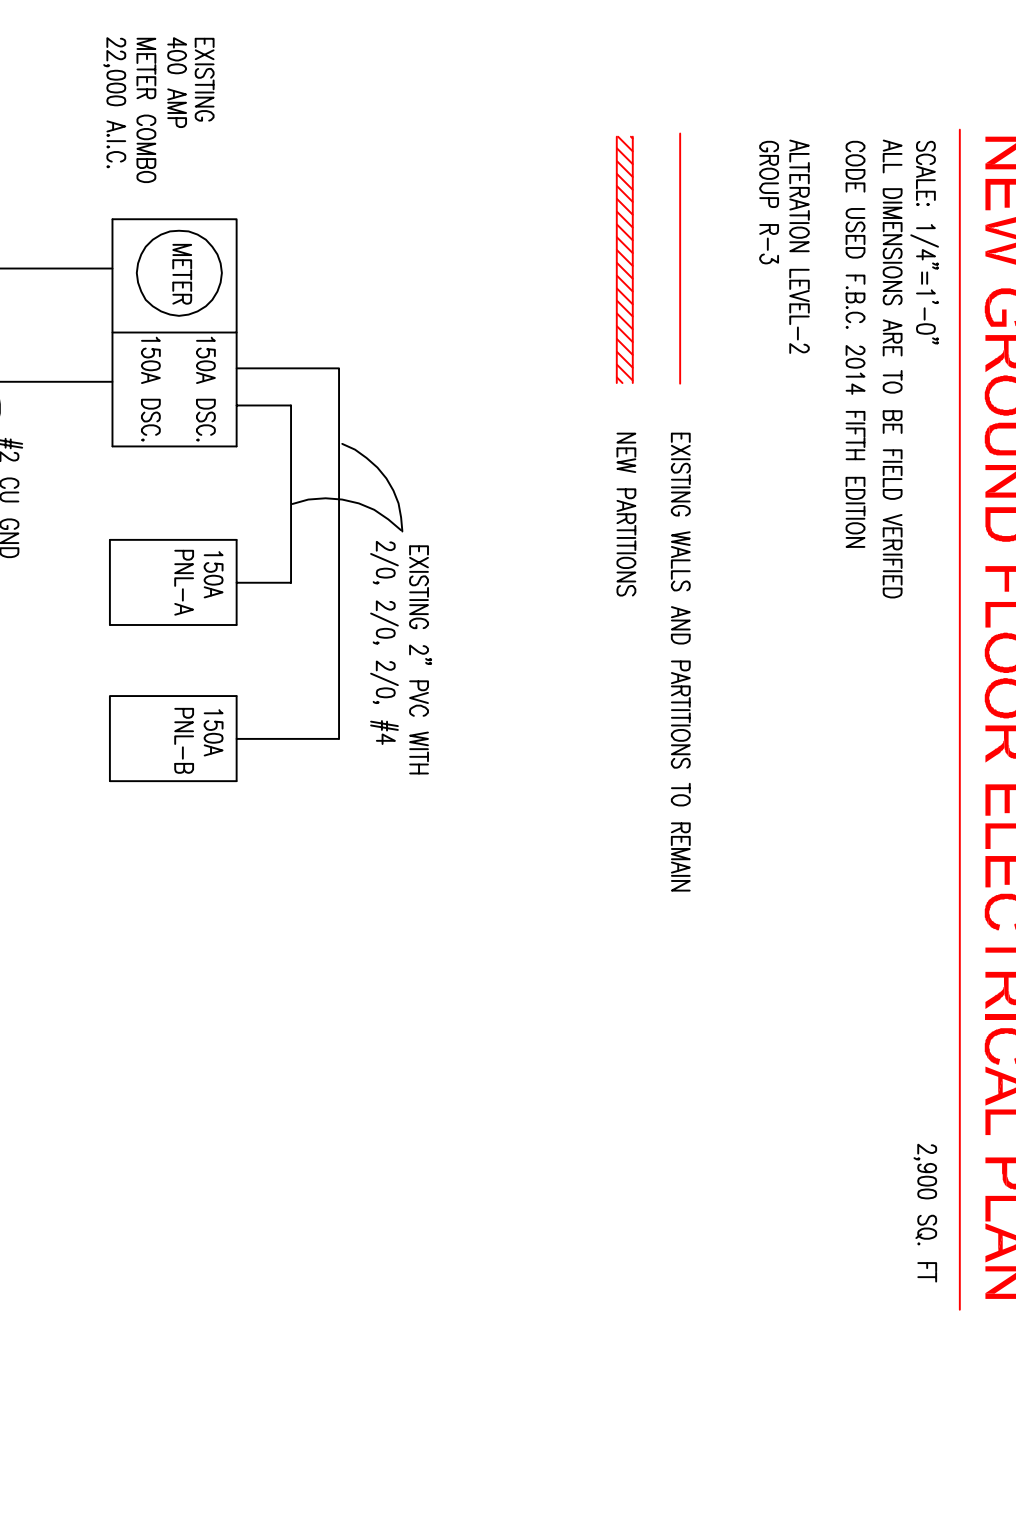 NEW GROUND FLOOR ELECTRICAL PLAN
SCALE: 1/4"=1'-0"
2,900 SQ. FT
ALL DIMENSIONS ARE TO BE FIELD VERIFIED
CODE USED F.B.C. 2014 FIFTH EDITION
ALTERATION LEVEL-2
GROUP R-3
EXISTING WALLS AND PARTITIONS TO REMAIN
NEW PARTITIONS
EXISTING 2" PVC WITH
2/0, 2/0, 2/0, #4
EXISTING
400 AMP
METER COMBO
22,000 A.I.C.
METER
150A DSC.
150A DSC.
150A
PNL-A
150A
PNL-B
#2 CU GND